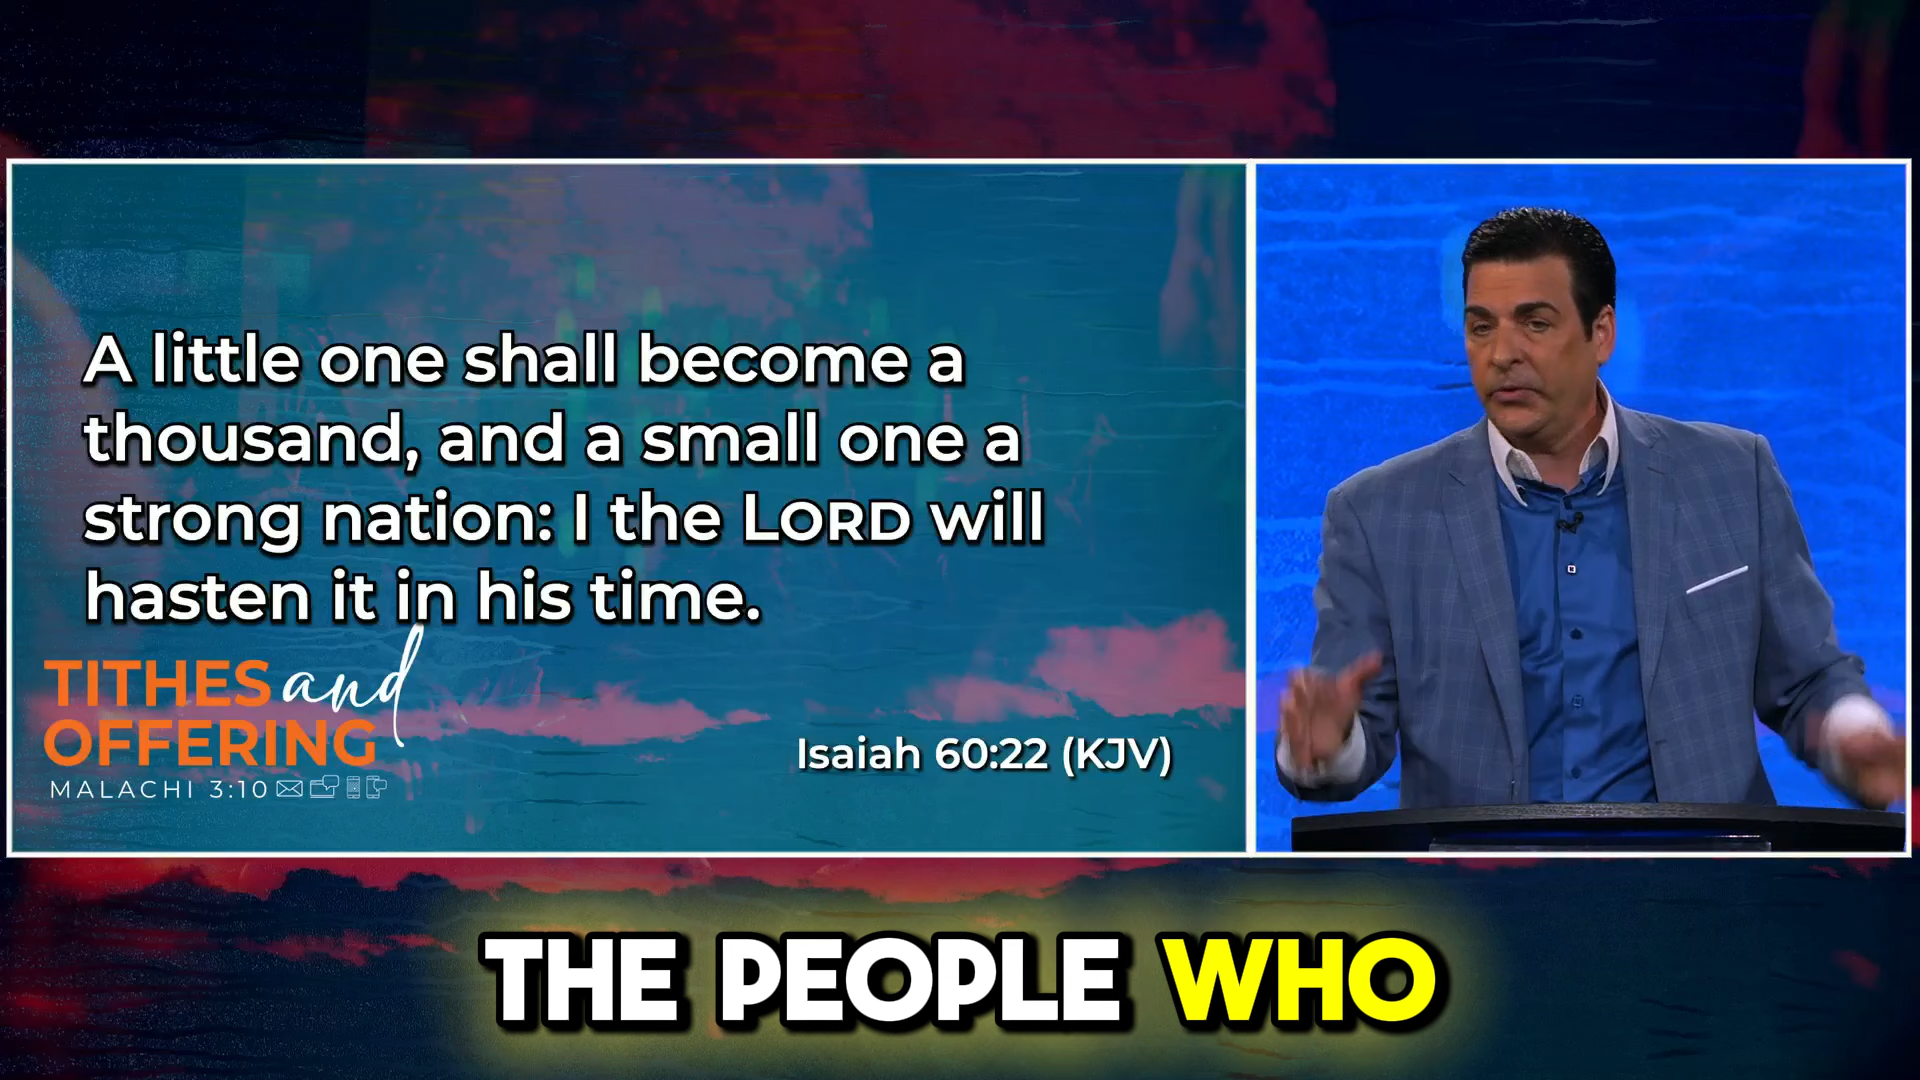 A little one shall become a
thousand, and a small one a
strong nation: I the LORD will
hasten it in his time.
TITHES and
OFFERING
MALACHI 3:10
Isaiah 60:22 (KJV)
THE PEOPLE WHO